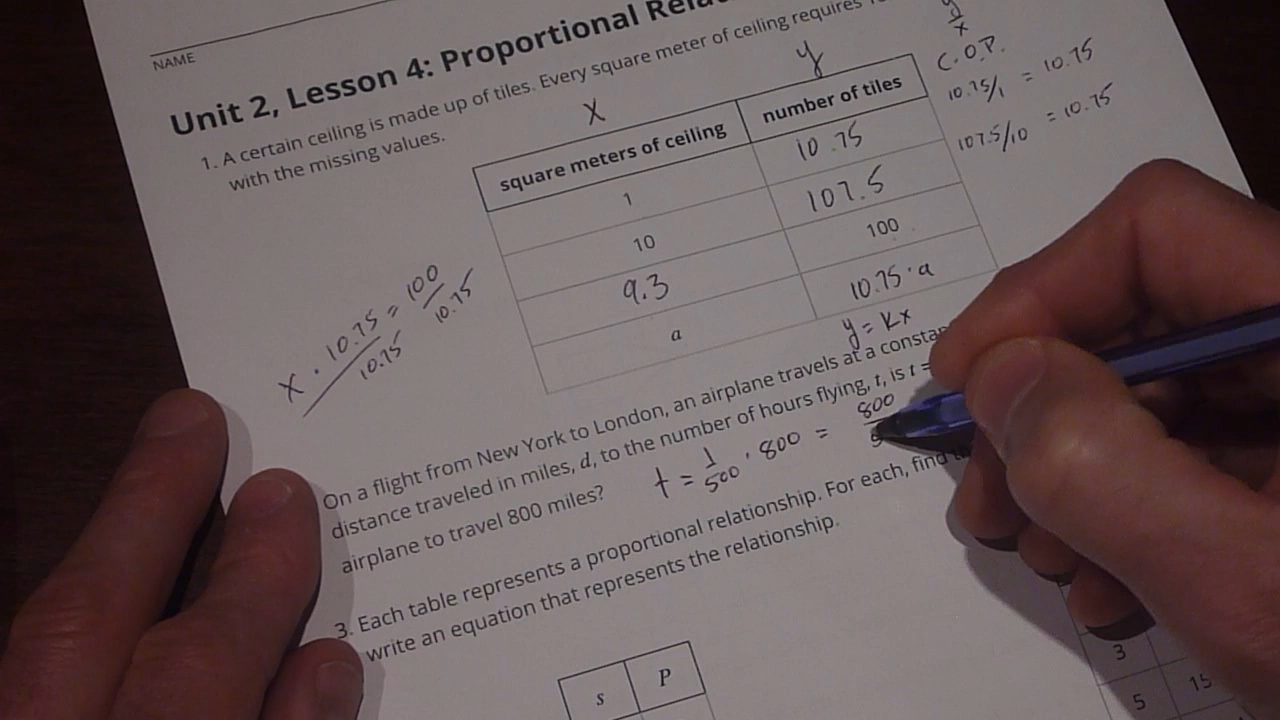 NAME
Unit 2, Lesson 4: Proportional
1. A certain ceiling is made up of tiles. Every square meter of ceiling requires
with the missing values.
y
x
C.O.P.
10.75/1 = 10.75
107.5/10 = 10.75
x y
square meters of ceiling number of tiles
1 10.75
10 107.5
9.3 100
a 10.75 · a
y = Kx
x · 10.75 = 100
10.75 10.75
On a flight from New York to London, an airplane travels at a
distance traveled in miles, d, to the number of hours flying, t, is t =
airplane to travel 800 miles?
t = 1/500 · 800 = 800
3. Each table represents a proportional relationship. For each, find
write an equation that represents the relationship.
s P
3
5 15